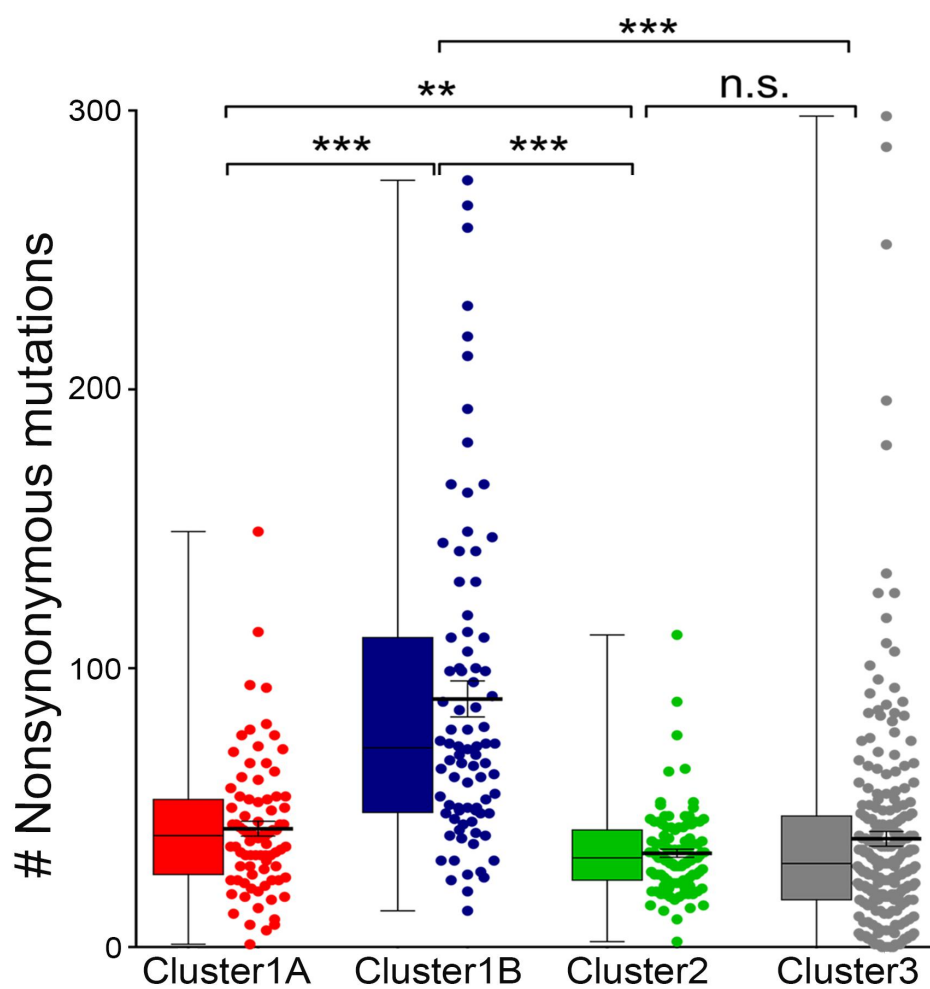 ***
** n.s.
*** ***
300
200
100
0
# Nonsynonymous mutations
Cluster1A Cluster1B Cluster2 Cluster3